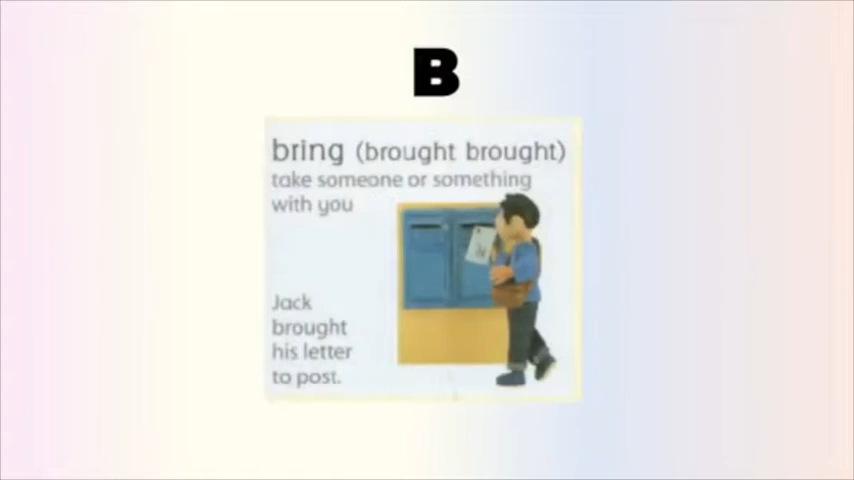 B
bring (brought brought)
take someone or something
with you
Jack
brought
his letter
to post.